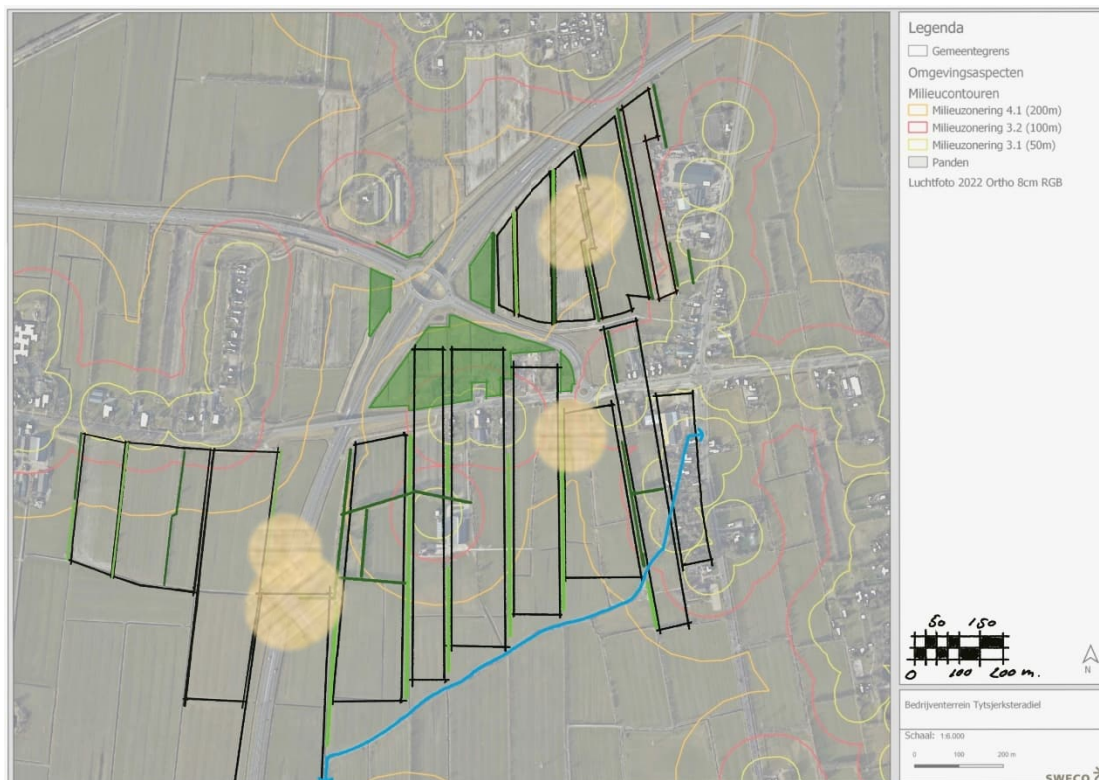 Legenda
Gemeentegrens
Omgevingsaspecten
Milieucontouren
Milieuzonering 4.1 (200m)
Milieuzonering 3.2 (100m)
Milieuzonering 3.1 (50m)
Panden
Luchtfoto 2022 Ortho 8cm RGB
50 150
0 100 200 m.
N
Bedrijventerrein Tytsjerksteradiel
Schaal: 1:6.000
0 100 200 m
SWECO